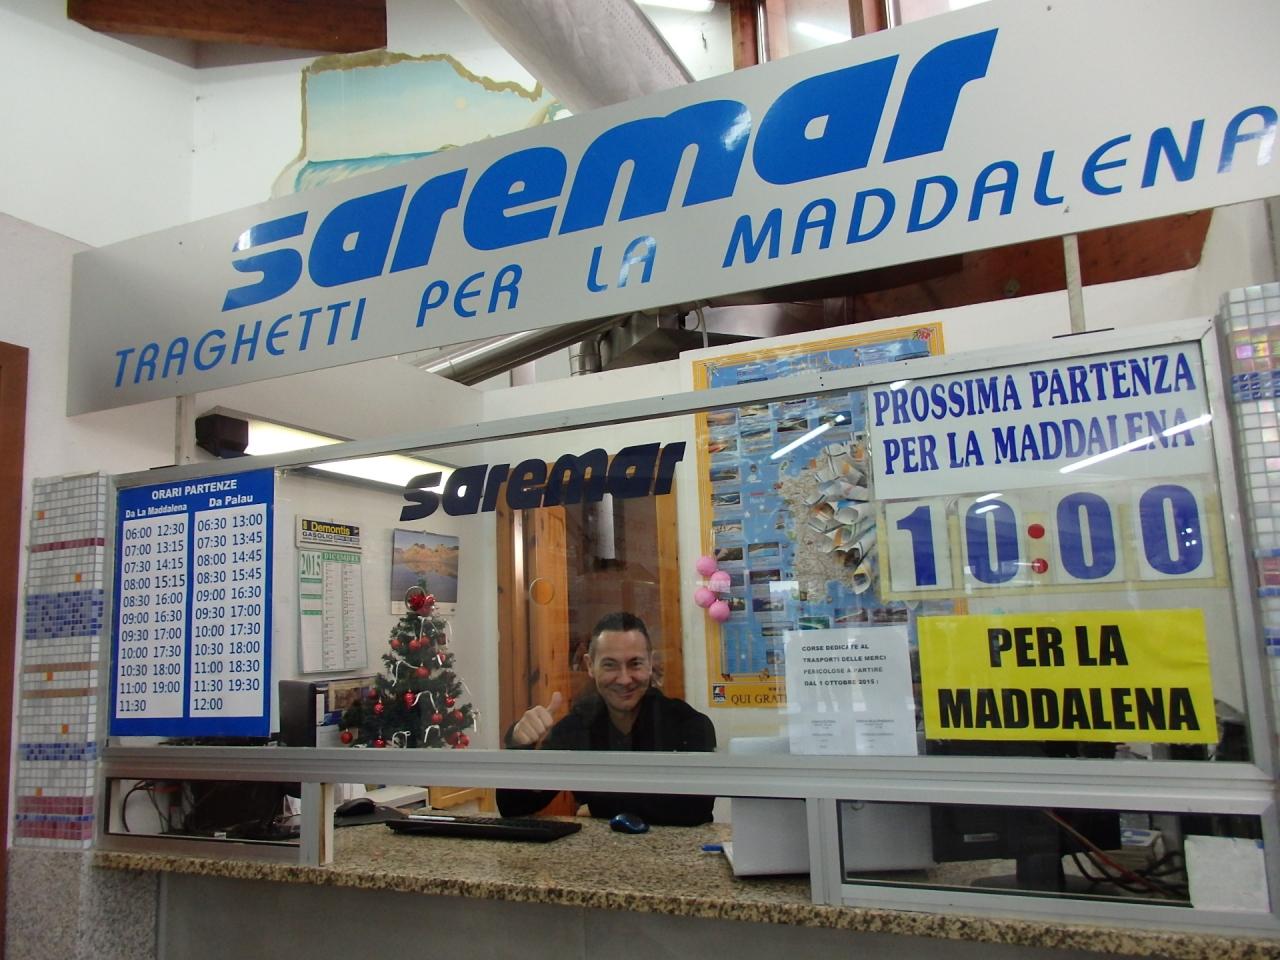 saremar
TRAGHETTI PER LA MADDALENA
saremar
ORARI PARTENZE
Da La Maddalena Da Palau
06:00 12:30 06:30 13:00
07:00 13:15 07:30 13:45
07:30 14:15 08:00 14:45
08:00 15:15 08:30 15:45
08:30 16:30 09:00 16:30
09:00 16:30 09:30 17:00
09:30 17:00 10:00 17:30
10:00 17:30 10:30 18:00
10:30 18:00 11:00 18:30
11:00 19:00 11:30 19:30
11:30 12:00
Demontis
GASOLIO
2015 DICEMBRE
PROSSIMA PARTENZA
PER LA MADDALENA
10:00
PER LA
MADDALENA
CORSE DEDICATE AL
TRASPORTI DELLE MERCI
PERICOLOSE A PARTIRE
DAL 1 OTTOBRE 2015:
QUI